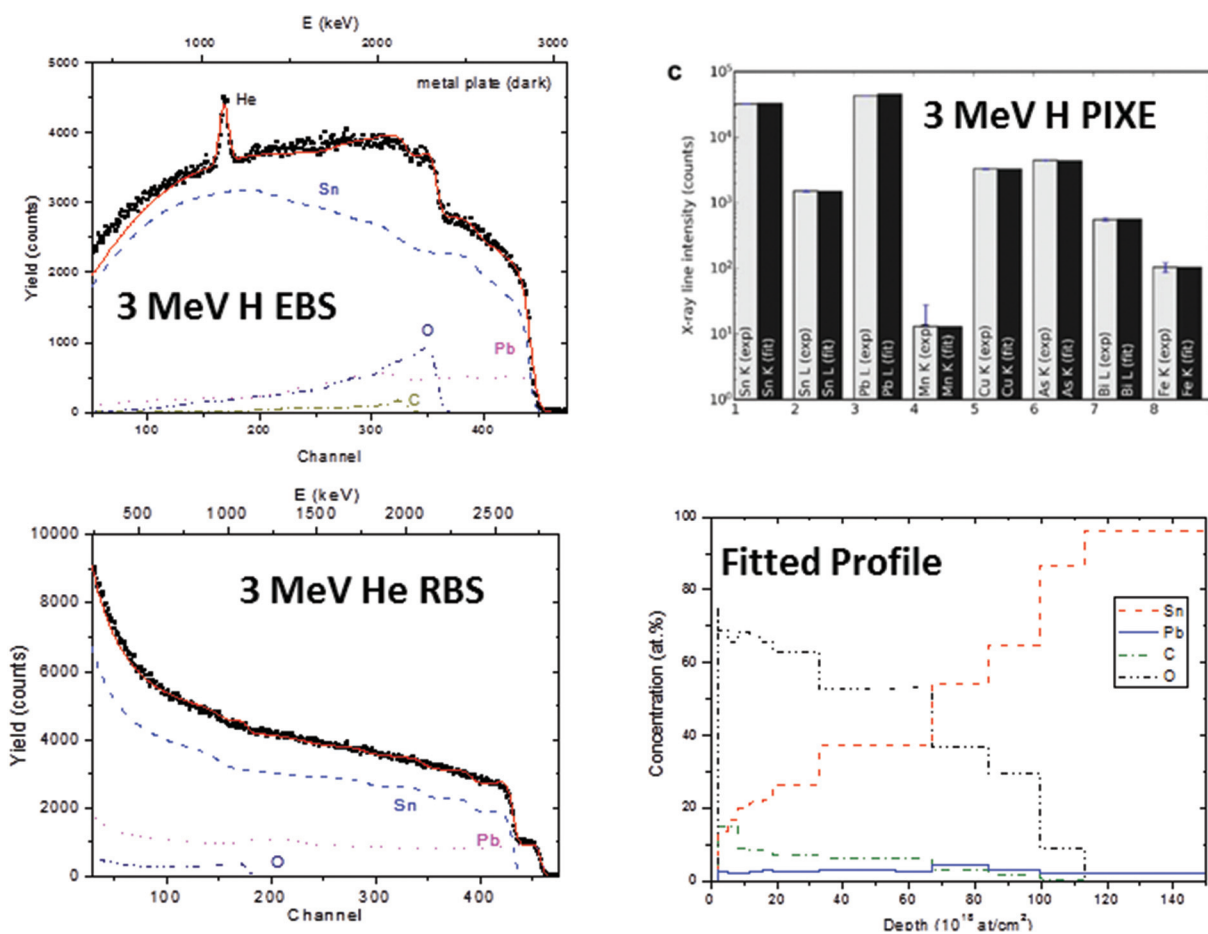 E (keV)
1000 2000 3000
5000
4000
3000
2000
1000
0
Yield (counts)
metal plate (dark)
He
Sn
3 MeV H EBS
O
Pb
C
100 200 300 400
Channel
c
10^5
10^4
10^3
10^2
10^1
10^0
X-ray line intensity (counts)
3 MeV H PIXE
Sn K (exp)
Sn K (fit)
Sn L (exp)
Sn L (fit)
Pb L (exp)
Pb L (fit)
Mn K (exp)
Mn K (fit)
Cu K (exp)
Cu K (fit)
As K (exp)
As K (fit)
Bi L (exp)
Bi L (fit)
Fe K (exp)
Fe K (fit)
1 2 3 4 5 6 7 8
E (keV)
500 1000 1500 2000 2500
10000
8000
6000
4000
2000
0
Yield (counts)
3 MeV He RBS
Sn
Pb
O
100 200 300 400
Channel
100
80
60
40
20
0
Concentration (at.%)
Fitted Profile
Sn
Pb
C
O
0 20 40 60 80 100 120 140
Depth (10^15 at/cm²)